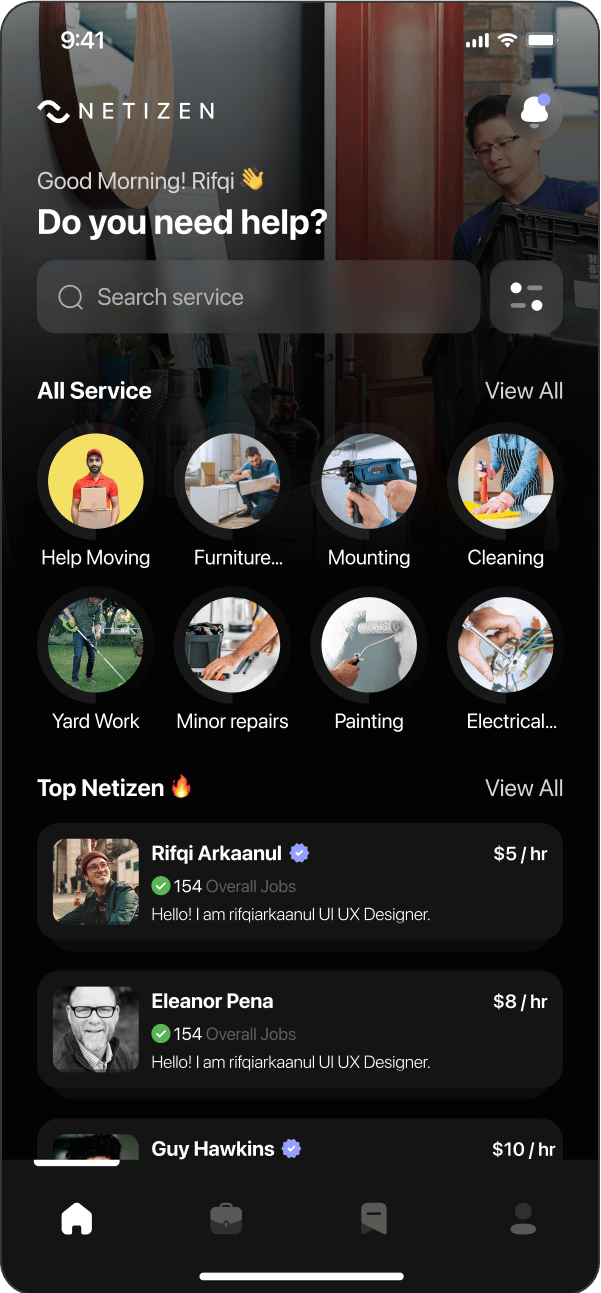 9:41
NETIZEN
Good Morning! Rifqi 👋
Do you need help?
Search service
All Service
View All
Help Moving
Furniture...
Mounting
Cleaning
Yard Work
Minor repairs
Painting
Electrical...
Top Netizen 🔥
View All
Rifqi Arkaanul
$5 / hr
154 Overall Jobs
Hello! I am rifqiarkaanul UI UX Designer.
Eleanor Pena
$8 / hr
154 Overall Jobs
Hello! I am rifqiarkaanul UI UX Designer.
Guy Hawkins
$10 / hr